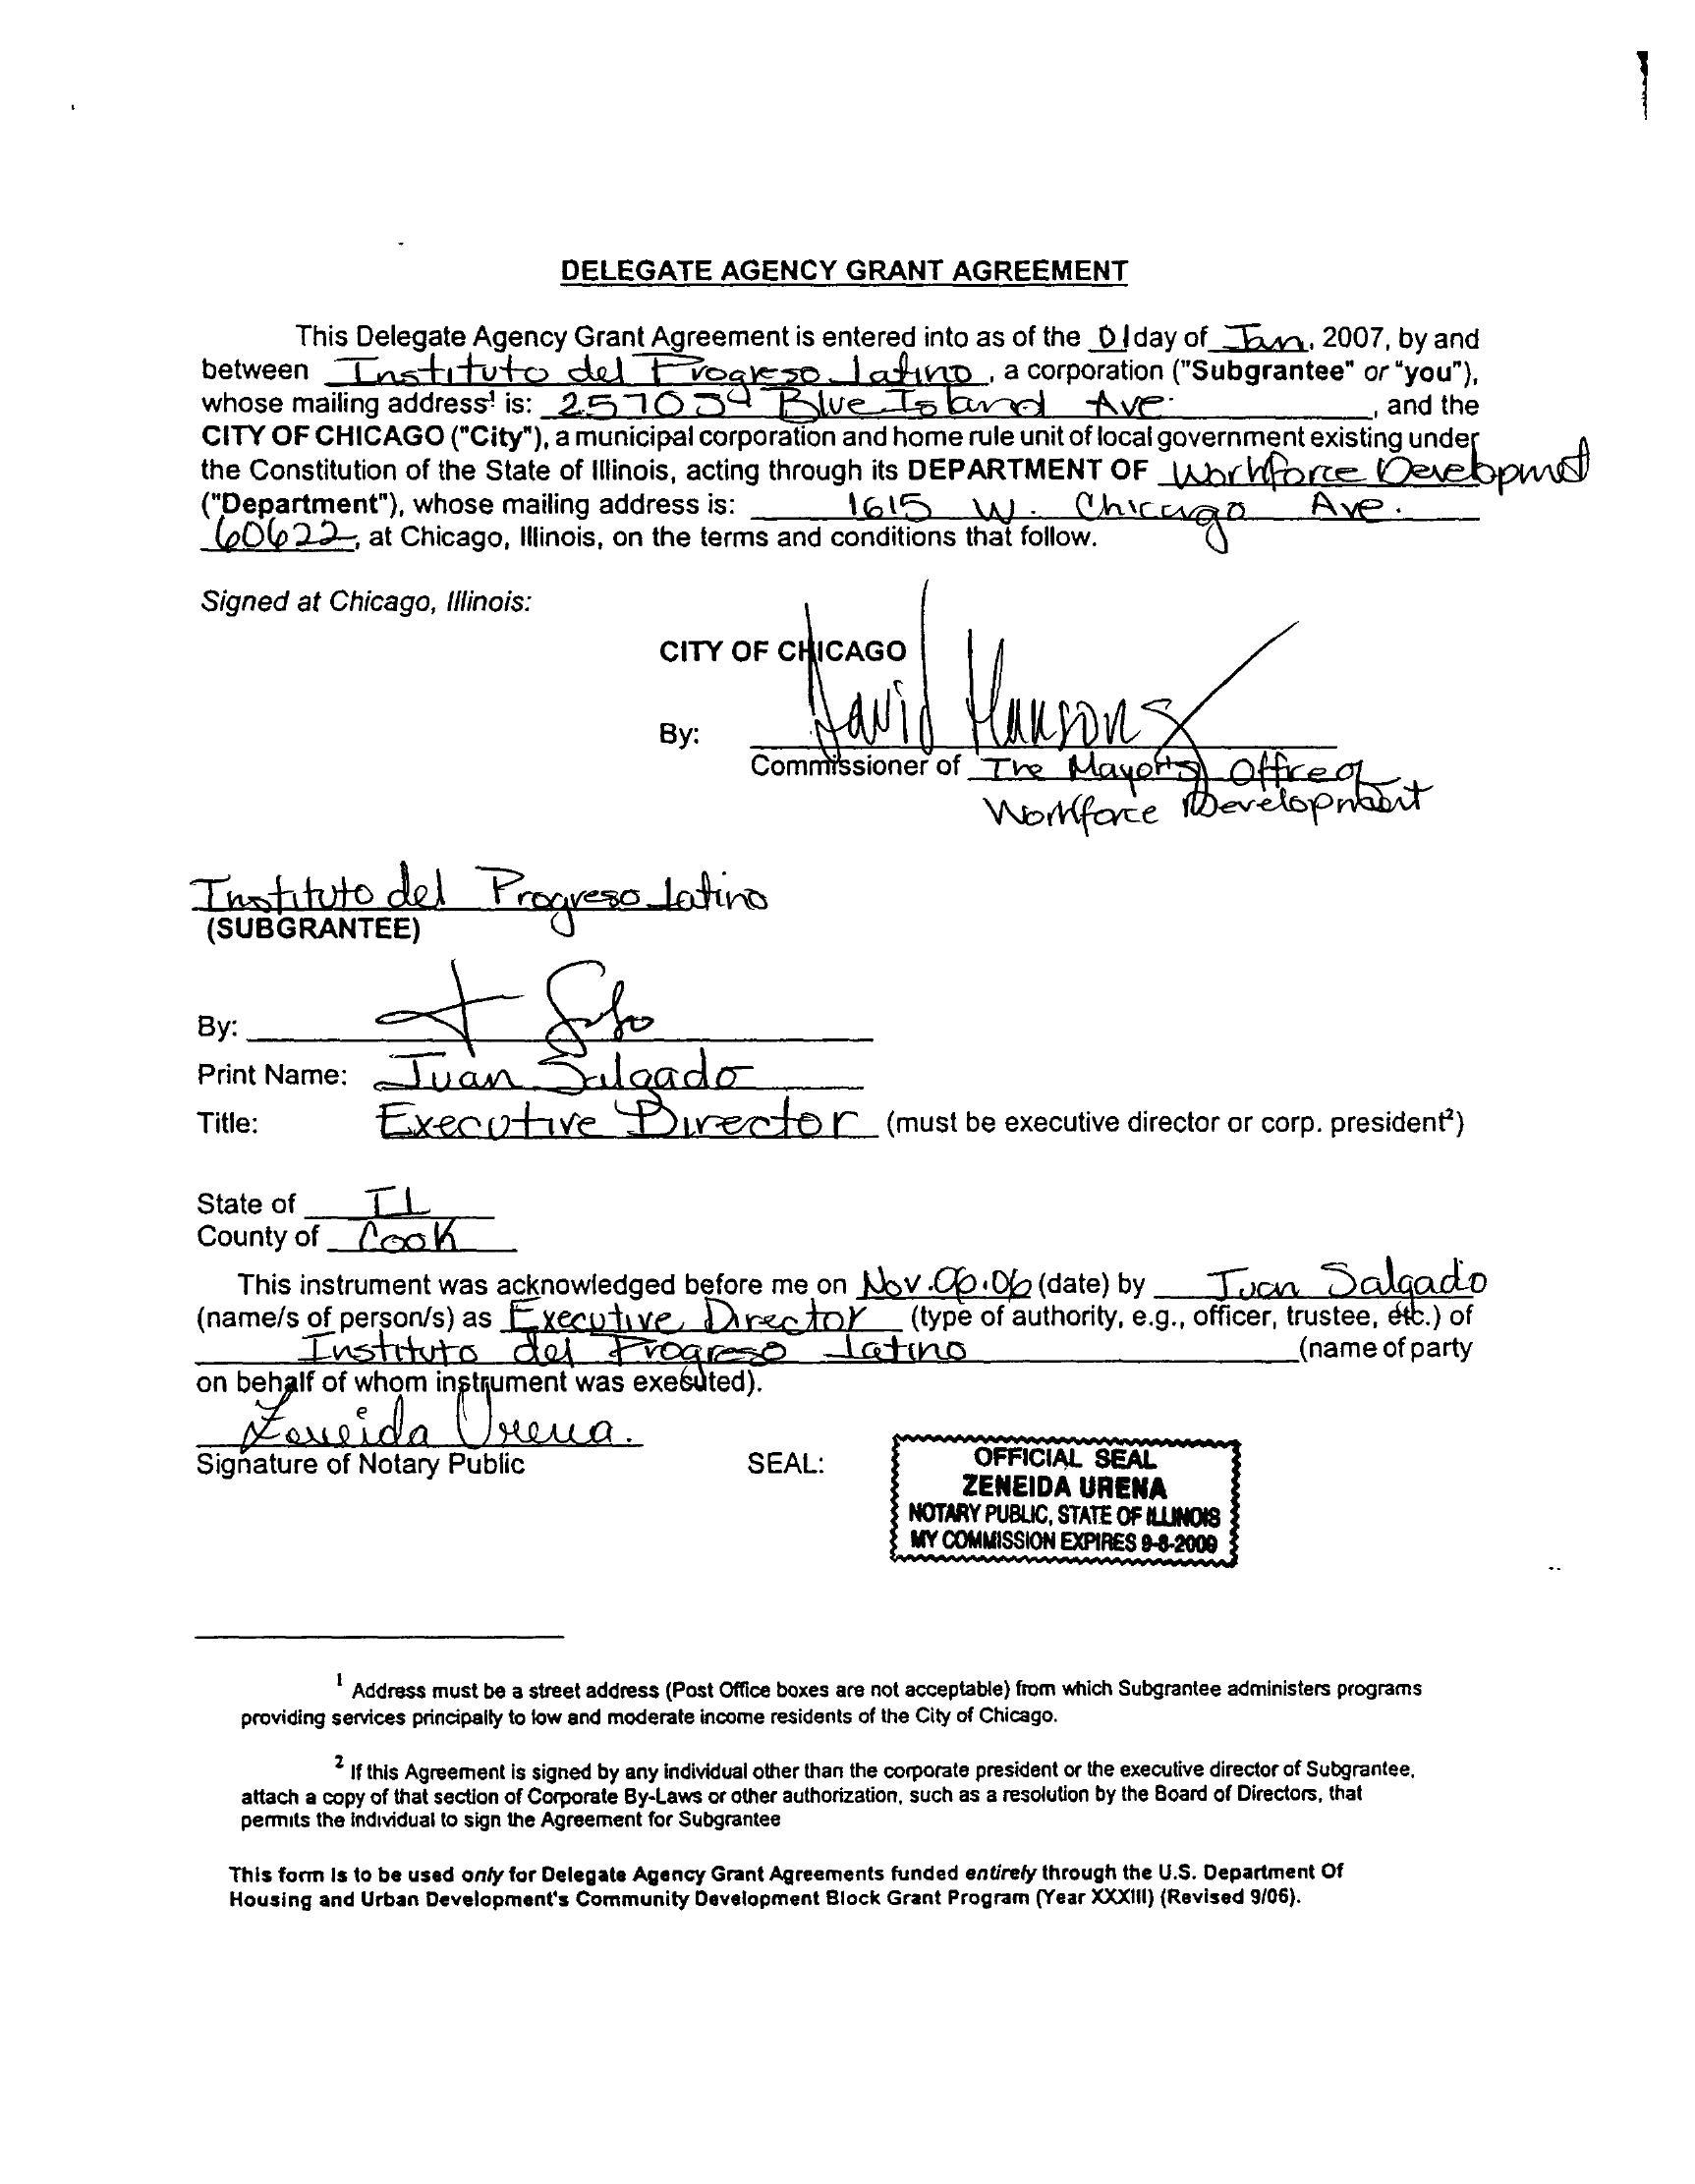 DELEGATE AGENCY GRANT AGREEMENT
This Delegate Agency Grant Agreement is entered into as of the 01 day of Jan, 2007, by and
between Instituto del Progreso Latino, a corporation ("Subgrantee" or "you"),
whose mailing address¹ is: Blue Island Ave. , and the
CITY OF CHICAGO ("City"), a municipal corporation and home rule unit of local government existing under
the Constitution of the State of Illinois, acting through its DEPARTMENT OF Workforce Developmet
("Department"), whose mailing address is: 1615 W. Chicago Ave.
60622, at Chicago, Illinois, on the terms and conditions that follow.
Signed at Chicago, Illinois:
CITY OF CHICAGO
By: David Hanson
Commissioner of The Mayor's Office of
Workforce Development
Instituto del Progreso Latino
(SUBGRANTEE)
By:
Print Name: Juan Salgado
Title: Executive Director (must be executive director or corp. president²)
State of IL
County of Cook
This instrument was acknowledged before me on Nov.06.06 (date) by Juan Salgado
(name/s of person/s) as Executive Director (type of authority, e.g., officer, trustee, etc.) of
Instituto del Progreso Latino (name of party
on behalf of whom instrument was executed).
Zeneida Urena.
Signature of Notary Public SEAL:
OFFICIAL SEAL
ZENEIDA URENA
NOTARY PUBLIC, STATE OF ILLINOIS
MY COMMISSION EXPIRES 9-8-2009
¹ Address must be a street address (Post Office boxes are not acceptable) from which Subgrantee administers programs
providing services principally to low and moderate income residents of the City of Chicago.
² If this Agreement is signed by any individual other than the corporate president or the executive director of Subgrantee,
attach a copy of that section of Corporate By-Laws or other authorization, such as a resolution by the Board of Directors, that
permits the individual to sign the Agreement for Subgrantee
This form is to be used only for Delegate Agency Grant Agreements funded entirely through the U.S. Department Of
Housing and Urban Development's Community Development Block Grant Program (Year XXXIII) (Revised 9/06).